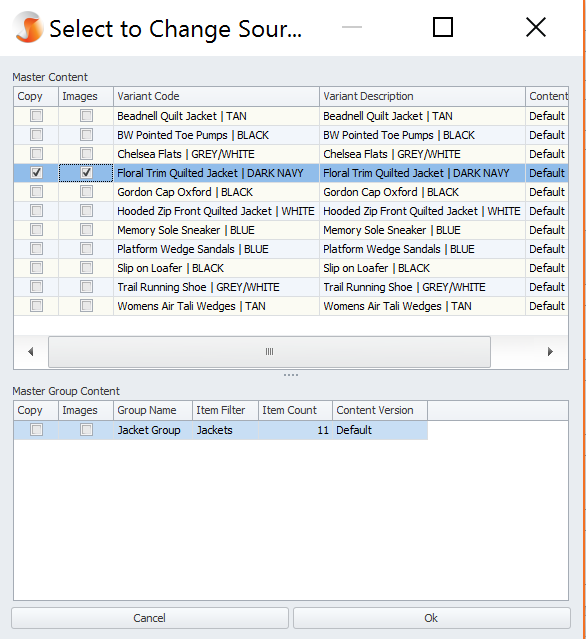 Select to Change Sour...
Master Content
Copy Images Variant Code Variant Description Content
Beadnell Quilt Jacket | TAN Beadnell Quilt Jacket | TAN Default
BW Pointed Toe Pumps | BLACK BW Pointed Toe Pumps | BLACK Default
Chelsea Flats | GREY/WHITE Chelsea Flats | GREY/WHITE Default
Floral Trim Quilted Jacket | DARK NAVY Floral Trim Quilted Jacket | DARK NAVY Default
Gordon Cap Oxford | BLACK Gordon Cap Oxford | BLACK Default
Hooded Zip Front Quilted Jacket | WHITE Hooded Zip Front Quilted Jacket | WHITE Default
Memory Sole Sneaker | BLUE Memory Sole Sneaker | BLUE Default
Platform Wedge Sandals | BLUE Platform Wedge Sandals | BLUE Default
Slip on Loafer | BLACK Slip on Loafer | BLACK Default
Trail Running Shoe | GREY/WHITE Trail Running Shoe | GREY/WHITE Default
Womens Air Tali Wedges | TAN Womens Air Tali Wedges | TAN Default
Master Group Content
Copy Images Group Name Item Filter Item Count Content Version
Jacket Group Jackets 11 Default
Cancel Ok